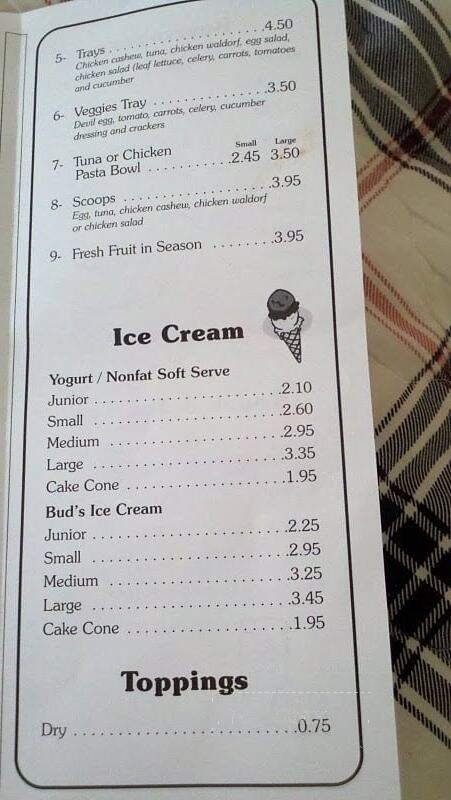 5- Trays . . . . . . . . . . . . . . . . . . . . .4.50
Chicken cashew, tuna, chicken waldorf, egg salad,
chicken salad (leaf lettuce, celery, carrots, tomatoes
and cucumber
6- Veggies Tray . . . . . . . . . . . . . .3.50
Devil egg, tomato, carrots, celery, cucumber
dressing and crackers
Small Large
7- Tuna or Chicken
Pasta Bowl . . . . . . . . . . .2.45 3.50
8- Scoops . . . . . . . . . . . . . . . . . . .3.95
Egg, tuna, chicken cashew, chicken waldorf
or chicken salad
9- Fresh Fruit in Season . . . . . . . .3.95
Ice Cream
Yogurt / Nonfat Soft Serve
Junior . . . . . . . . . . . . . . . . . . . . . . . .2.10
Small . . . . . . . . . . . . . . . . . . . . . . . .2.60
Medium . . . . . . . . . . . . . . . . . . . . . .2.95
Large . . . . . . . . . . . . . . . . . . . . . . . .3.35
Cake Cone . . . . . . . . . . . . . . . . . . . .1.95
Bud's Ice Cream
Junior . . . . . . . . . . . . . . . . . . . . . . . .2.25
Small . . . . . . . . . . . . . . . . . . . . . . . .2.95
Medium . . . . . . . . . . . . . . . . . . . . . .3.25
Large . . . . . . . . . . . . . . . . . . . . . . . .3.45
Cake Cone . . . . . . . . . . . . . . . . . . . .1.95
Toppings
Dry . . . . . . . . . . . . . . . . . . . . . . . . . .0.75